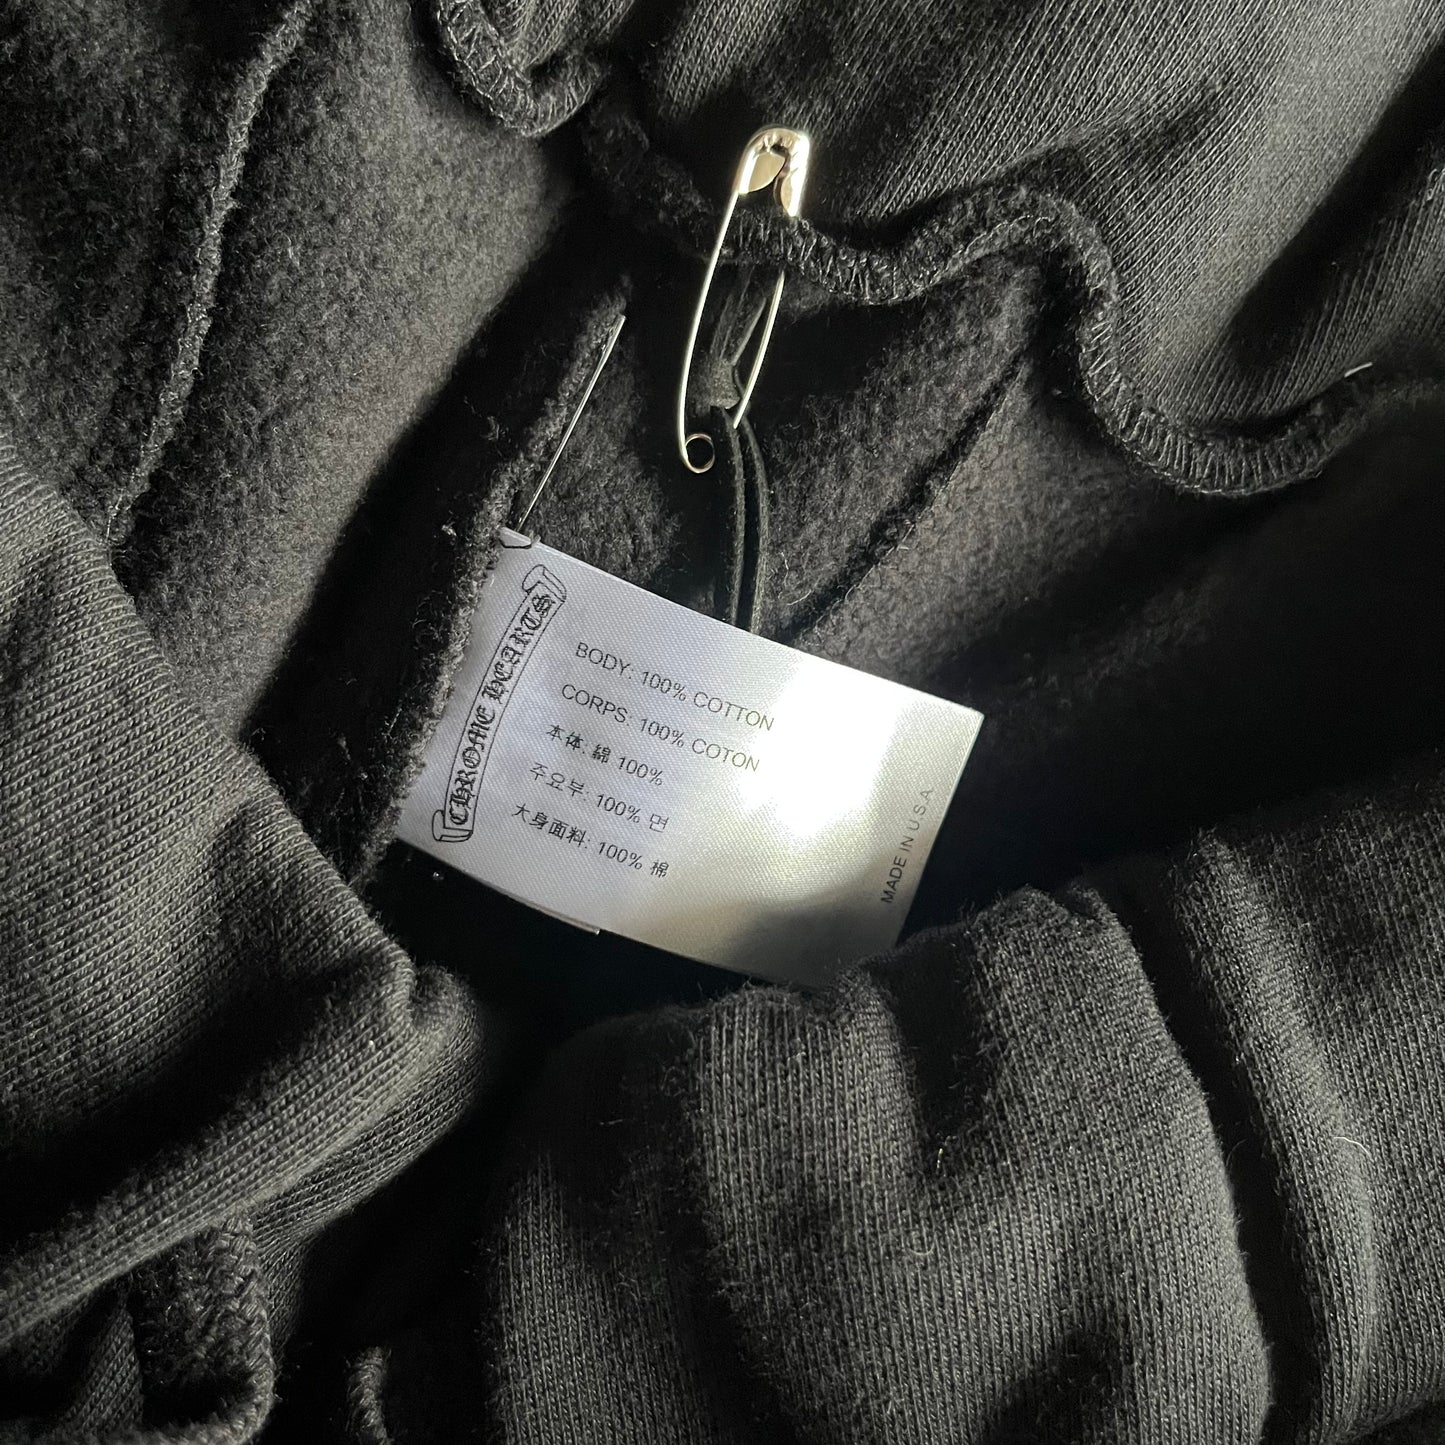 CHROME HEARTS
BODY: 100% COTTON
CORPS: 100% COTON
本体: 綿 100%
주요부: 100% 면
大身面料: 100% 棉
MADE IN U.S.A.